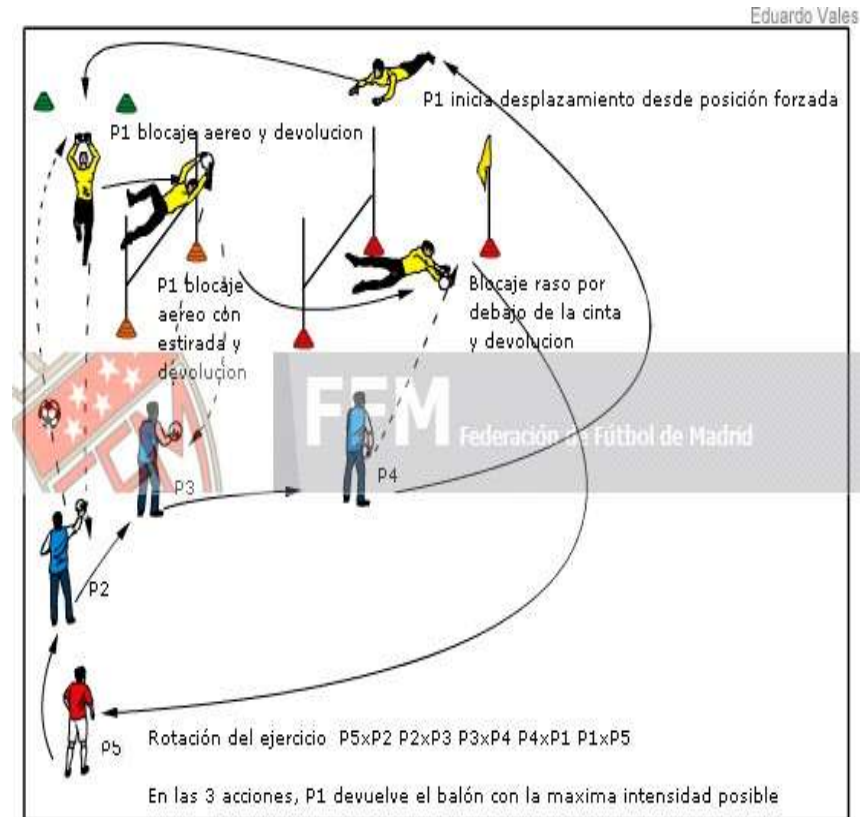 Eduardo Vales
P1 inicia desplazamiento desde posición forzada
P1 blocaje aereo y devolucion
P1 blocaje
aereo con
estirada y
devolucion
Blocaje raso por
debajo de la cinta
y devolucion
FFM Federación de Fútbol de Madrid
P3
P4
P2
P5
Rotación del ejercicio P5xP2 P2xP3 P3xP4 P4xP1 P1xP5
En las 3 acciones, P1 devuelve el balón con la maxima intensidad posible